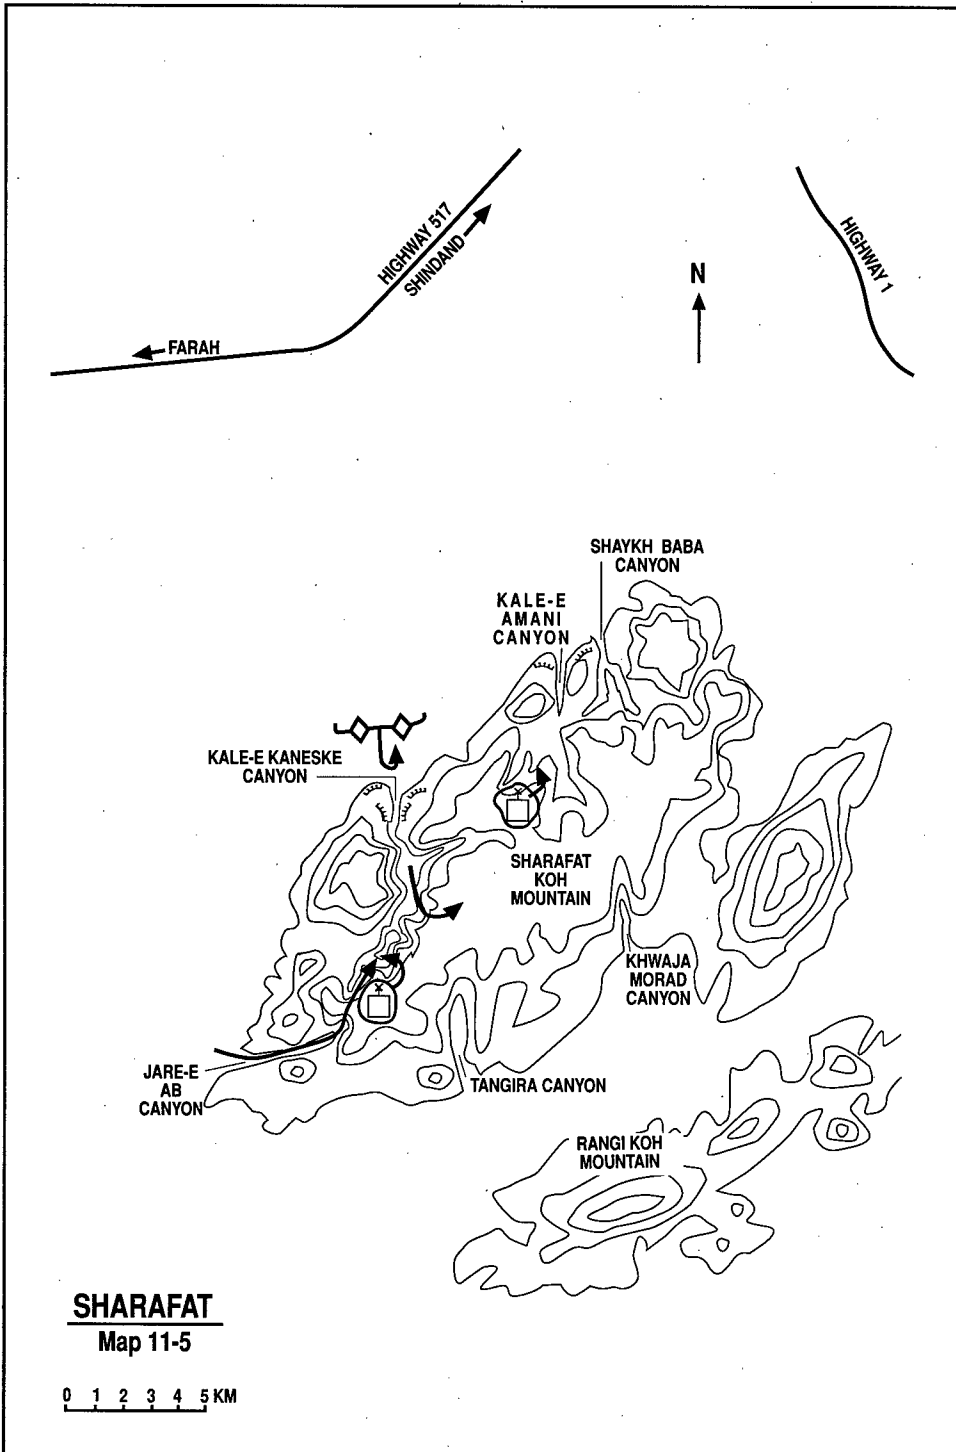 HIGHWAY 517
SHINDAND
HIGHWAY 1
N
FARAH
SHAYKH BABA
CANYON
KALE-E
AMANI
CANYON
KALE-E KANESKE
CANYON
SHARAFAT
KOH
MOUNTAIN
KHWAJA
MORAD
CANYON
JARE-E
AB
CANYON
TANGIRA CANYON
RANGI KOH
MOUNTAIN
SHARAFAT
Map 11-5
0 1 2 3 4 5 KM